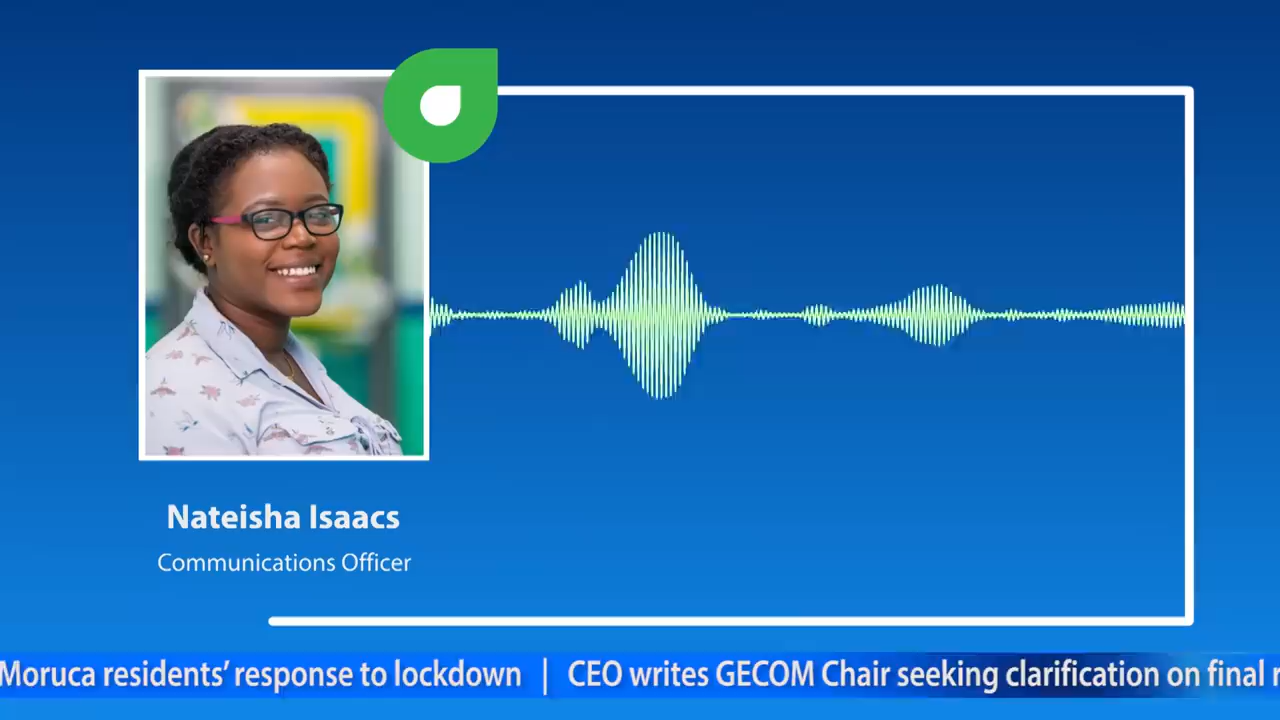 Nateisha Isaacs
Communications Officer
Moruca residents’ response to lockdown | CEO writes GECOM Chair seeking clarification on final